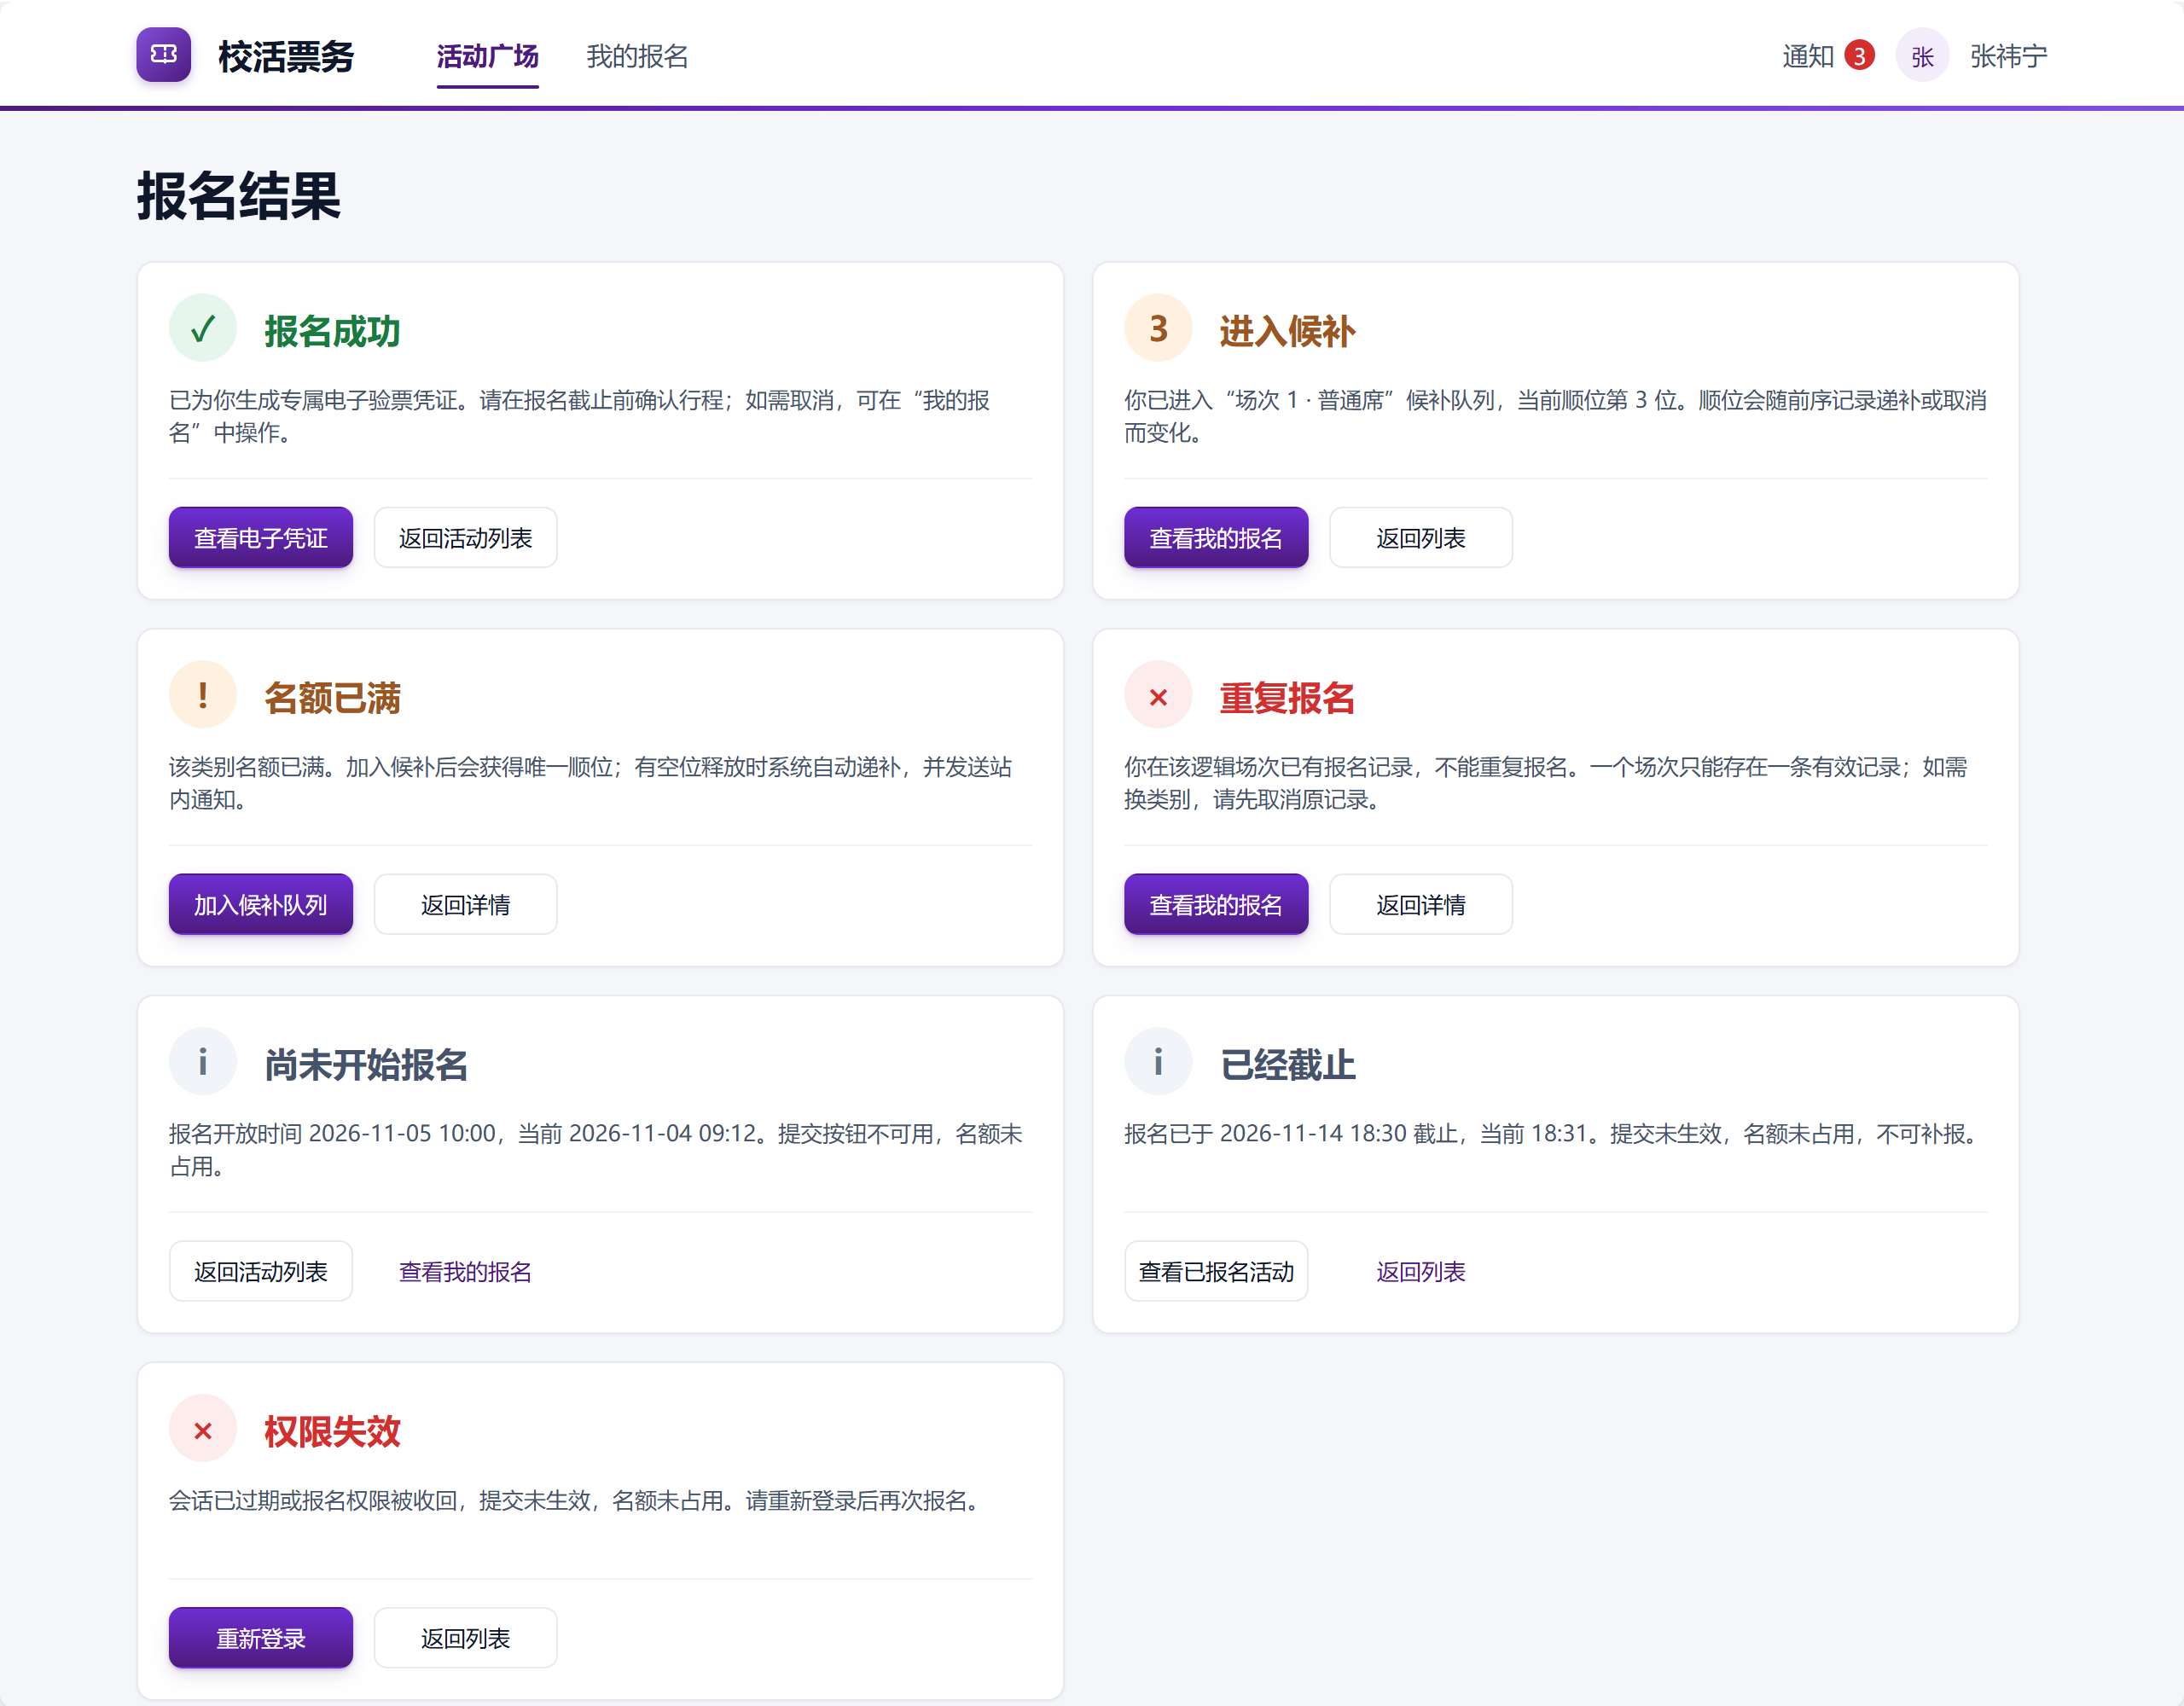 校活票务
活动广场
我的报名
通知 3
张
张祎宁
报名结果
✓ 报名成功
已为你生成专属电子验票凭证。请在报名截止前确认行程；如需取消，可在“我的报
名”中操作。
查看电子凭证
返回活动列表
3 进入候补
你已进入“场次 1 · 普通席”候补队列，当前顺位第 3 位。顺位会随前序记录递补或取消
而变化。
查看我的报名
返回列表
! 名额已满
该类别名额已满。加入候补后会获得唯一顺位；有空位释放时系统自动递补，并发送站
内通知。
加入候补队列
返回详情
× 重复报名
你在该逻辑场次已有报名记录，不能重复报名。一个场次只能存在一条有效记录；如需
换类别，请先取消原记录。
查看我的报名
返回详情
i 尚未开始报名
报名开放时间 2026-11-05 10:00，当前 2026-11-04 09:12。提交按钮不可用，名额未
占用。
返回活动列表
查看我的报名
i 已经截止
报名已于 2026-11-14 18:30 截止，当前 18:31。提交未生效，名额未占用，不可补报。
查看已报名活动
返回列表
× 权限失效
会话已过期或报名权限被收回，提交未生效，名额未占用。请重新登录后再次报名。
重新登录
返回列表